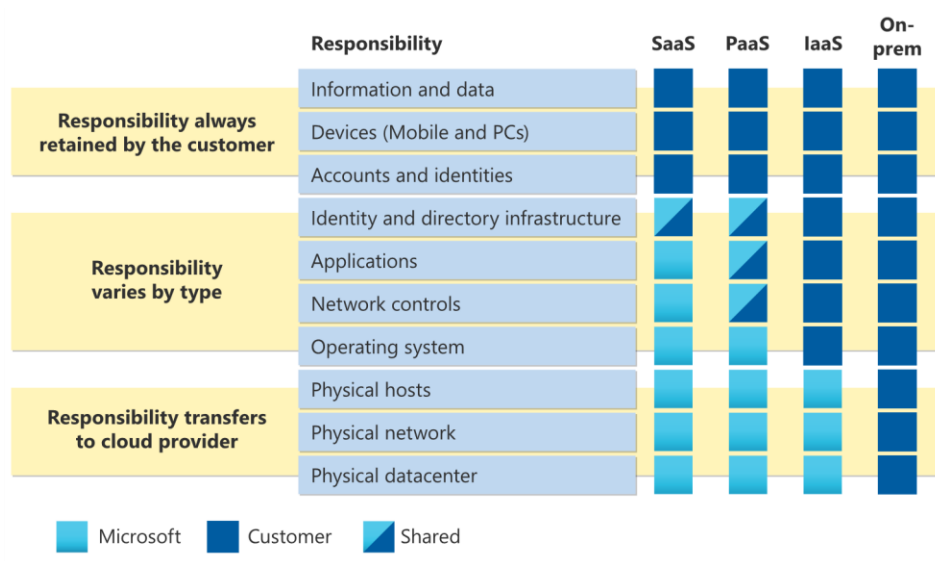 Responsibility SaaS PaaS IaaS On-
prem
Information and data
Responsibility always
retained by the customer
Devices (Mobile and PCs)
Accounts and identities
Identity and directory infrastructure
Responsibility
varies by type
Applications
Network controls
Operating system
Physical hosts
Responsibility transfers
to cloud provider
Physical network
Physical datacenter
Microsoft Customer Shared